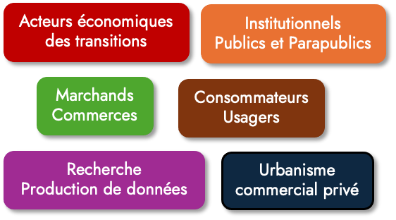 Acteurs économiques
des transitions
Institutionnels
Publics et Parapublics
Marchands
Commerces
Consommateurs
Usagers
Recherche
Production de données
Urbanisme
commercial privé